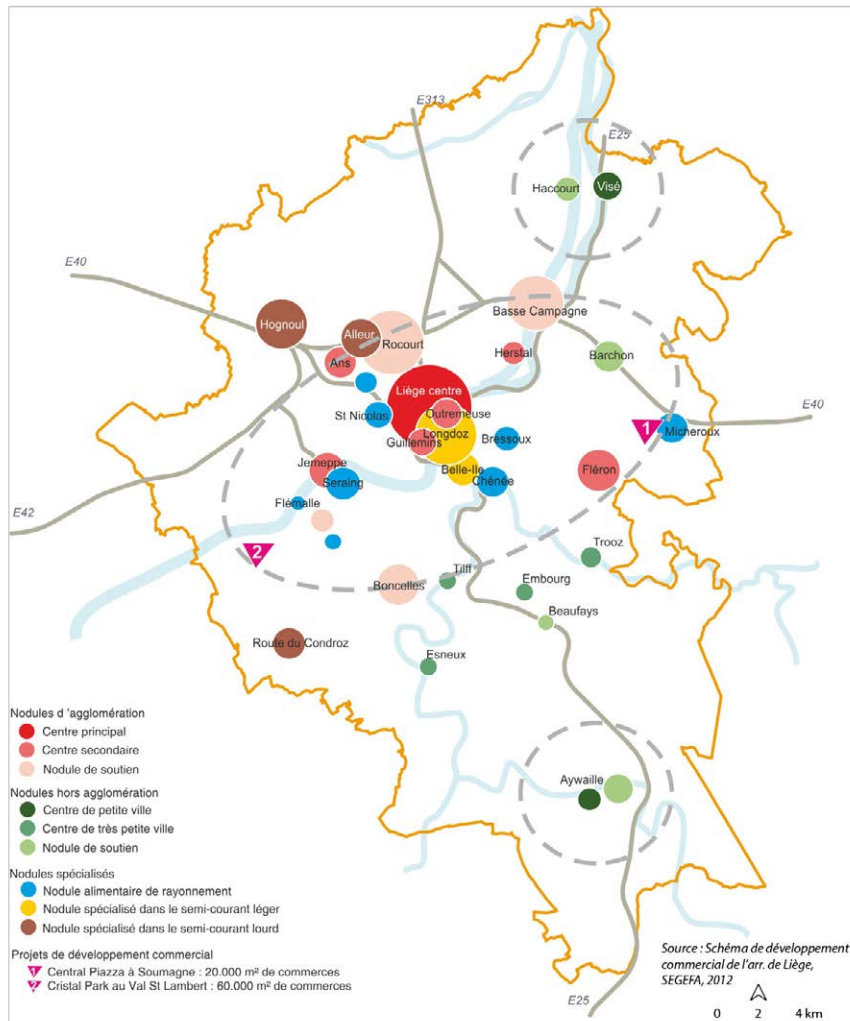 E313
E25
Haccourt
Visé
E40
Hognoul
Alleur
Rocourt
Basse Campagne
Ans
Herstal
Barchon
Liège centre
St Nicolas
Outremeuse
E40
Guillemins
Longdoz
Bressoux
1
Micheroux
Jemeppe
Belle-Ile
Fléron
Seraing
Chênée
Flémalle
E42
2
Trooz
Tilff
Boncelles
Embourg
Beaufays
Route du Condroz
Esneux
Aywaille
E25
Nodules d 'agglomération
Centre principal
Centre secondaire
Nodule de soutien
Nodules hors agglomération
Centre de petite ville
Centre de très petite ville
Nodule de soutien
Nodules spécialisés
Nodule alimentaire de rayonnement
Nodule spécialisé dans le semi-courant léger
Nodule spécialisé dans le semi-courant lourd
Projets de développement commercial
1 Central Piazza à Soumagne : 20.000 m² de commerces
2 Cristal Park au Val St Lambert : 60.000 m² de commerces
Source : Schéma de développement
commercial de l'arr. de Liège,
SEGEFA, 2012
0 2 4 km